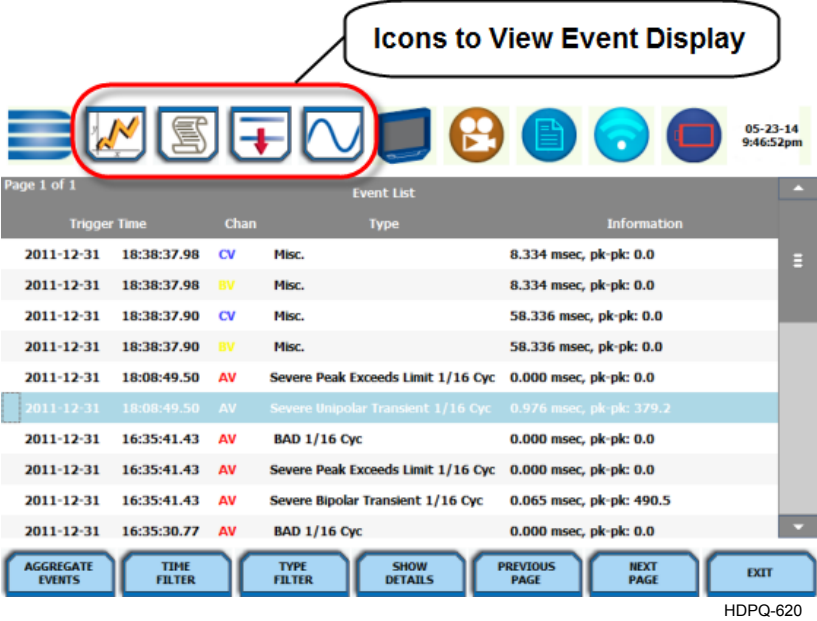 Icons to View Event Display
05-23-14
9:46:52pm
Page 1 of 1
Event List
Trigger Time Chan Type Information
2011-12-31 18:38:37.98 CV Misc. 8.334 msec, pk-pk: 0.0
2011-12-31 18:38:37.98 BV Misc. 8.334 msec, pk-pk: 0.0
2011-12-31 18:38:37.90 CV Misc. 58.336 msec, pk-pk: 0.0
2011-12-31 18:38:37.90 BV Misc. 58.336 msec, pk-pk: 0.0
2011-12-31 18:08:49.50 AV Severe Peak Exceeds Limit 1/16 Cyc 0.000 msec, pk-pk: 0.0
2011-12-31 18:08:49.50 AV Severe Unipolar Transient 1/16 Cyc 0.976 msec, pk-pk: 379.2
2011-12-31 16:35:41.43 AV BAD 1/16 Cyc 0.000 msec, pk-pk: 0.0
2011-12-31 16:35:41.43 AV Severe Peak Exceeds Limit 1/16 Cyc 0.000 msec, pk-pk: 0.0
2011-12-31 16:35:41.43 AV Severe Bipolar Transient 1/16 Cyc 0.065 msec, pk-pk: 490.5
2011-12-31 16:35:30.77 AV BAD 1/16 Cyc 0.000 msec, pk-pk: 0.0
AGGREGATE EVENTS
TIME FILTER
TYPE FILTER
SHOW DETAILS
PREVIOUS PAGE
NEXT PAGE
EXIT
HDPQ-620